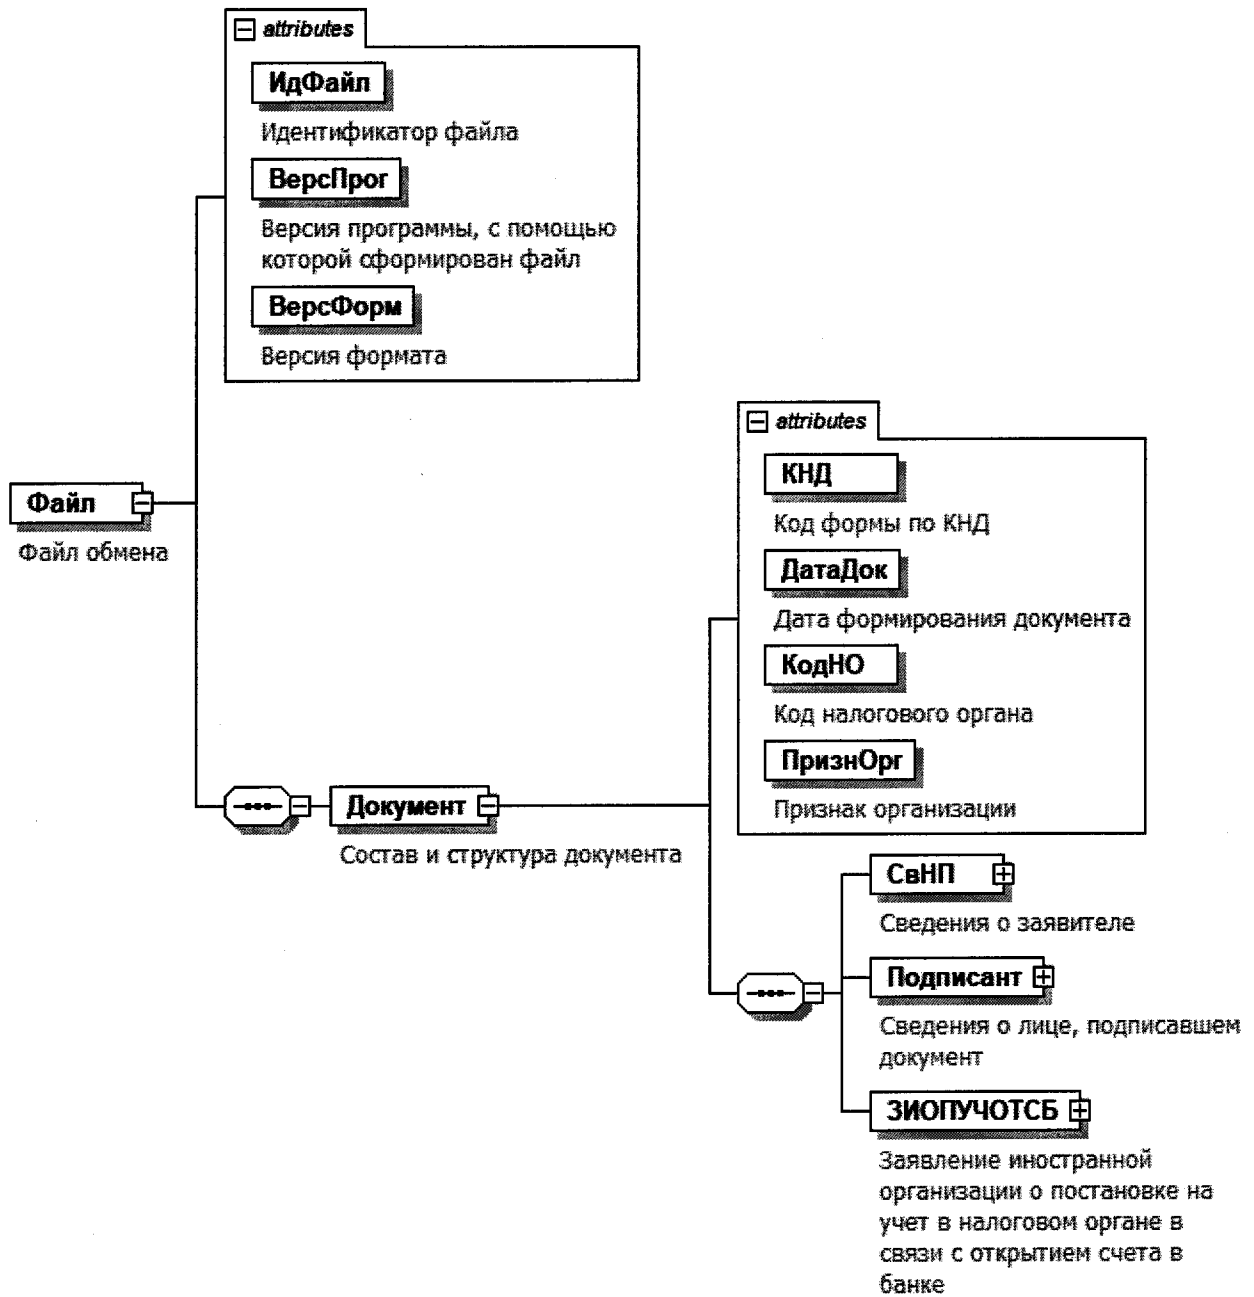 attributes
ИдФайл
Идентификатор файла
ВерсПрог
Версия программы, с помощью
которой сформирован файл
ВерсФорм
Версия формата
Файл
Файл обмена
attributes
КНД
Код формы по КНД
ДатаДок
Дата формирования документа
КодНО
Код налогового органа
ПризнОрг
Признак организации
Документ
Состав и структура документа
СвНП
Сведения о заявителе
Подписант
Сведения о лице, подписавшем
документ
ЗИОПУЧОТСБ
Заявление иностранной
организации о постановке на
учет в налоговом органе в
связи с открытием счета в
банке